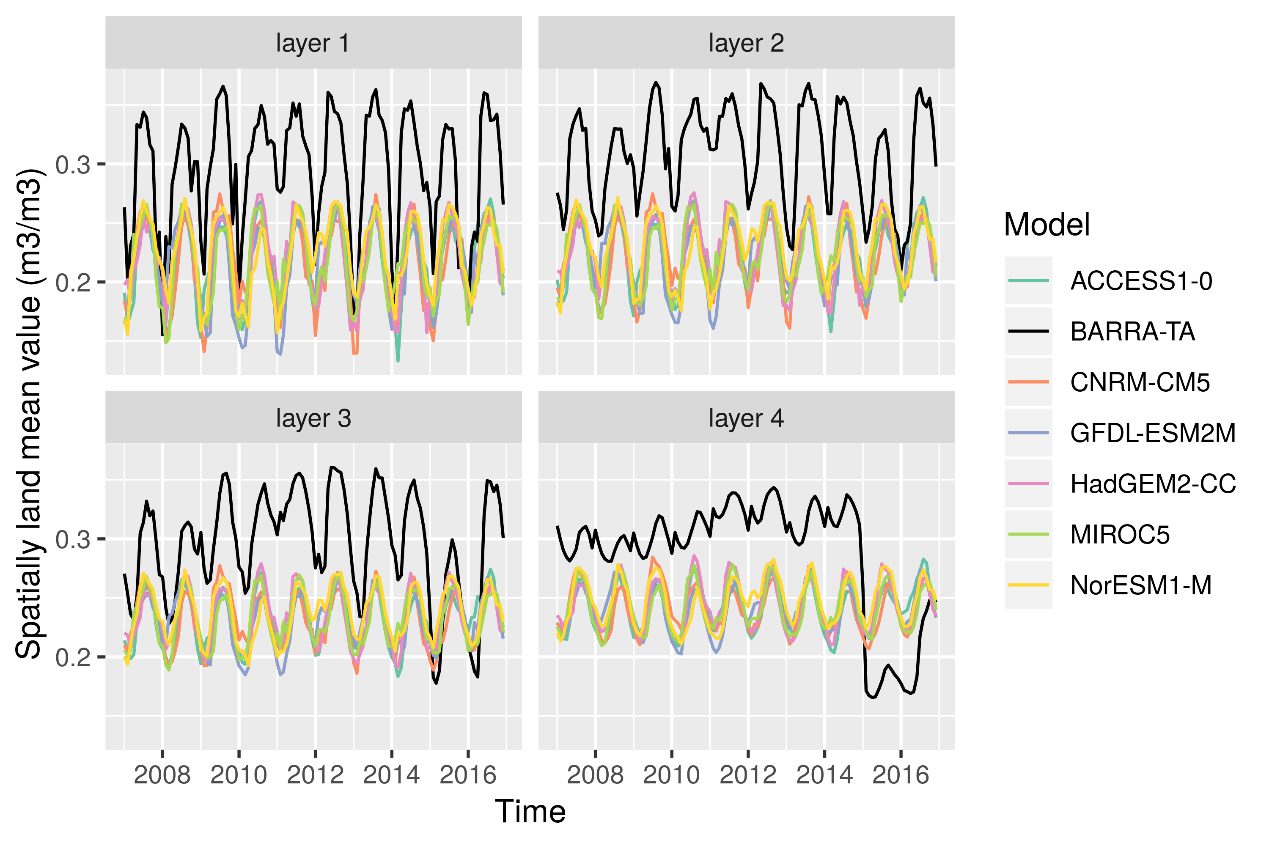 layer 1
layer 2
0.3
0.2
layer 3
layer 4
0.3
0.2
2008 2010 2012 2014 2016
2008 2010 2012 2014 2016
Time
Spatially land mean value (m3/m3)
Model
ACCESS1-0
BARRA-TA
CNRM-CM5
GFDL-ESM2M
HadGEM2-CC
MIROC5
NorESM1-M